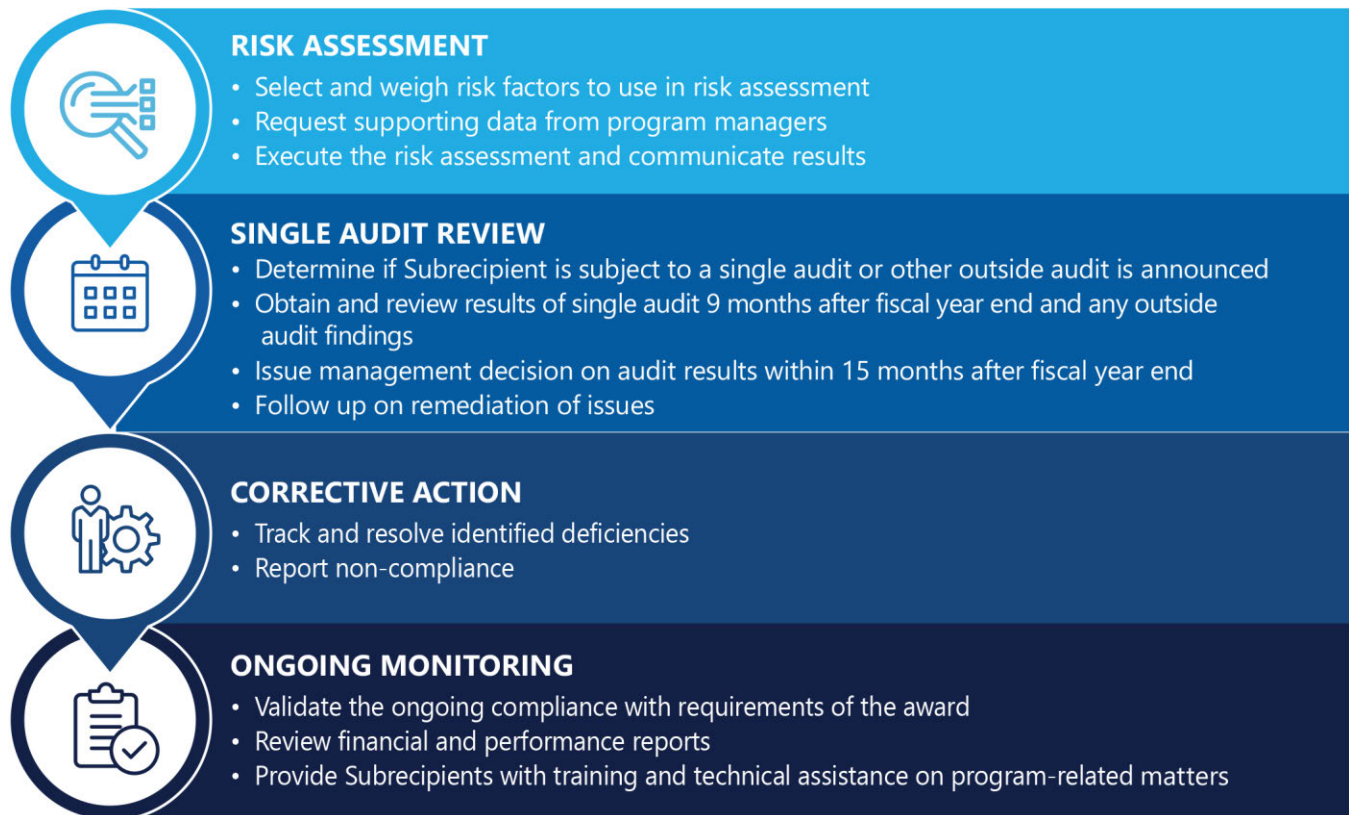 RISK ASSESSMENT
• Select and weigh risk factors to use in risk assessment
• Request supporting data from program managers
• Execute the risk assessment and communicate results
SINGLE AUDIT REVIEW
• Determine if Subrecipient is subject to a single audit or other outside audit is announced
• Obtain and review results of single audit 9 months after fiscal year end and any outside
audit findings
• Issue management decision on audit results within 15 months after fiscal year end
• Follow up on remediation of issues
CORRECTIVE ACTION
• Track and resolve identified deficiencies
• Report non-compliance
ONGOING MONITORING
• Validate the ongoing compliance with requirements of the award
• Review financial and performance reports
• Provide Subrecipients with training and technical assistance on program-related matters